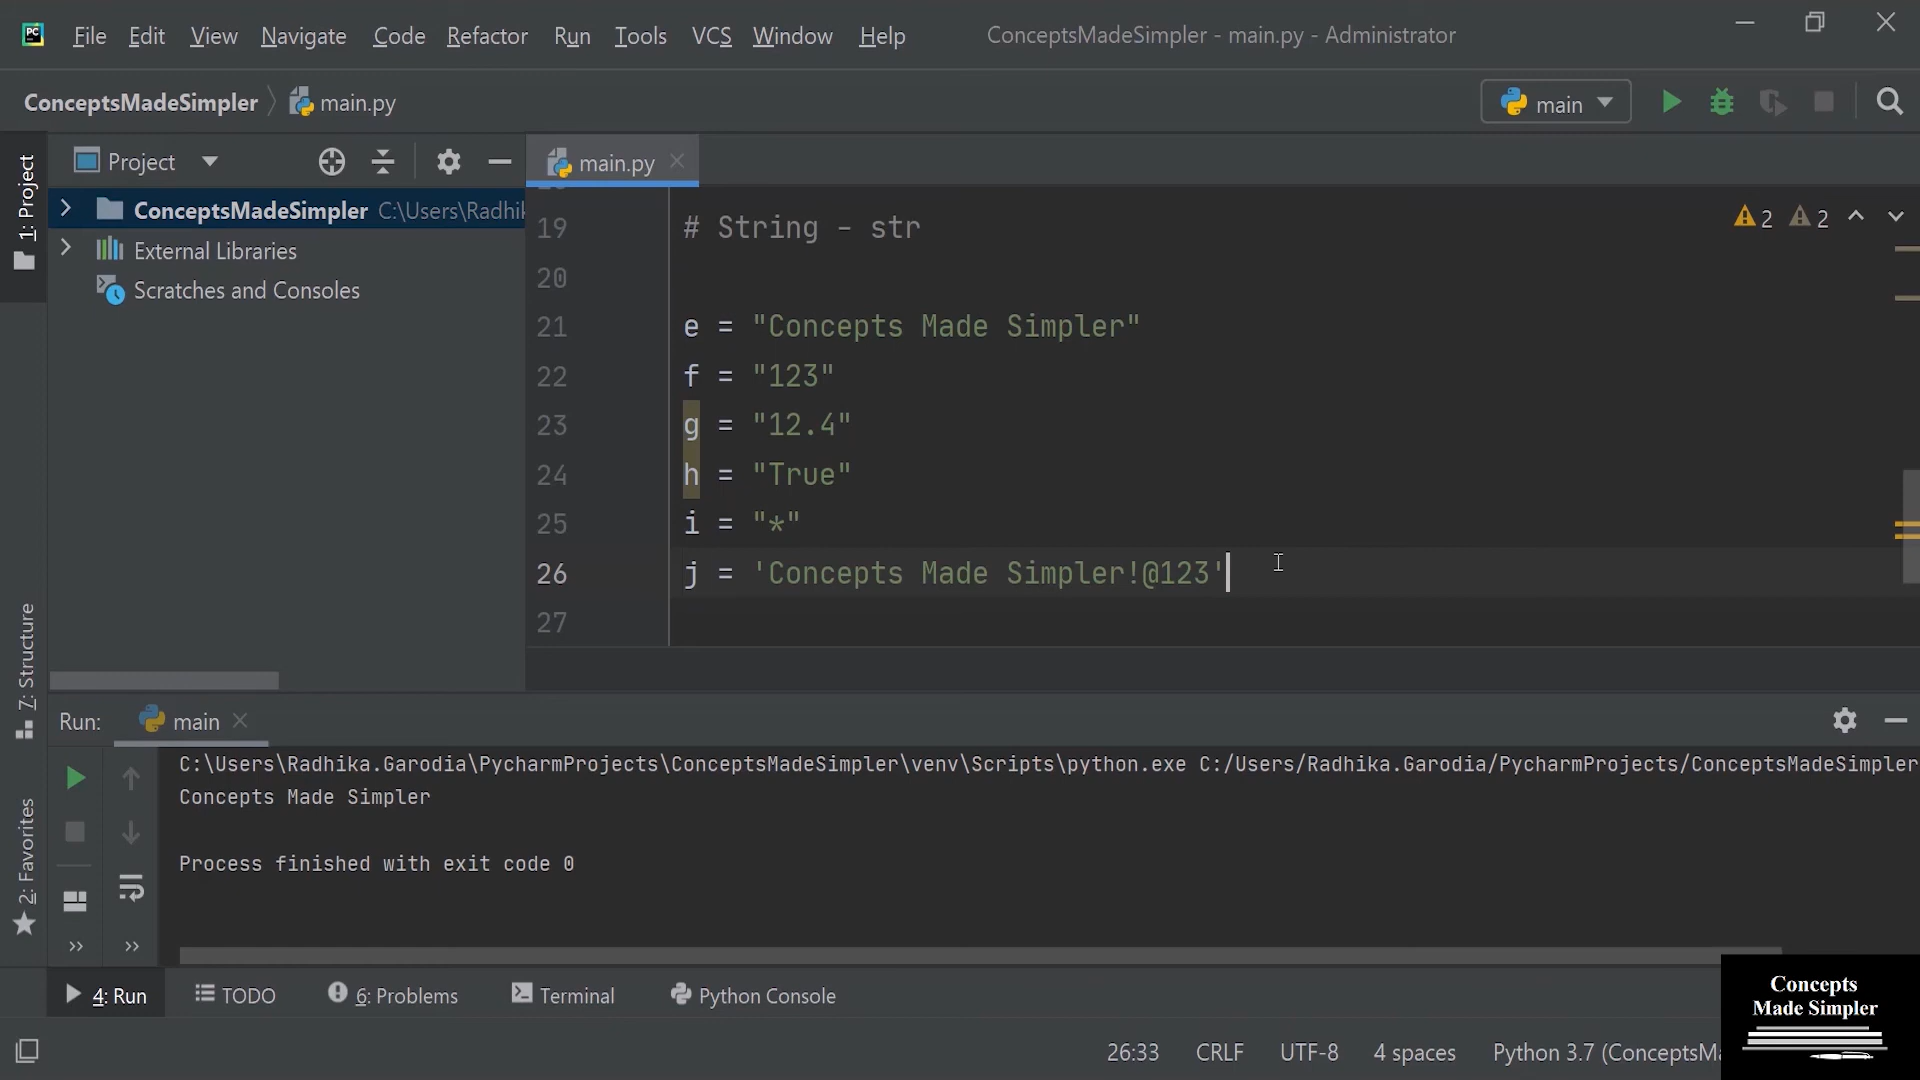 File Edit View Navigate Code Refactor Run Tools VCS Window Help ConceptsMadeSimpler - main.py - Administrator
ConceptsMadeSimpler main.py main
1: Project
Project
main.py
ConceptsMadeSimpler C:\Users\Radhik
External Libraries
Scratches and Consoles
2 2
19 # String - str
20
21 e = "Concepts Made Simpler"
22 f = "123"
23 g = "12.4"
24 h = "True"
25 i = "*"
26 j = 'Concepts Made Simpler!@123'
27
7: Structure
2: Favorites
Run: main
C:\Users\Radhika.Garodia\PycharmProjects\ConceptsMadeSimpler\venv\Scripts\python.exe C:/Users/Radhika.Garodia/PycharmProjects/ConceptsMadeSimpler
Concepts Made Simpler
Process finished with exit code 0
4: Run TODO 6: Problems Terminal Python Console
26:33 CRLF UTF-8 4 spaces Python 3.7 (ConceptsMa
Concepts
Made Simpler